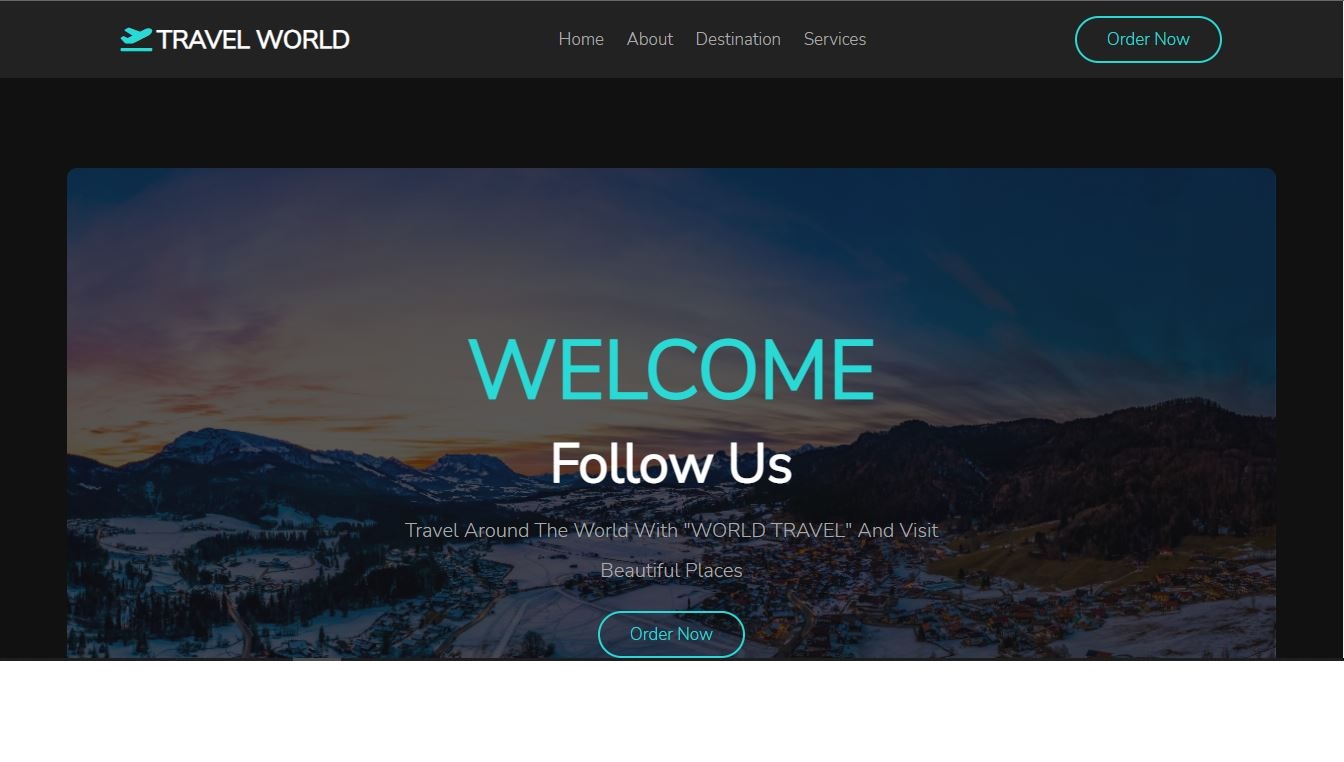 TRAVEL WORLD
Home About Destination Services
Order Now
WELCOME
Follow Us
Travel Around The World With "WORLD TRAVEL" And Visit
Beautiful Places
Order Now